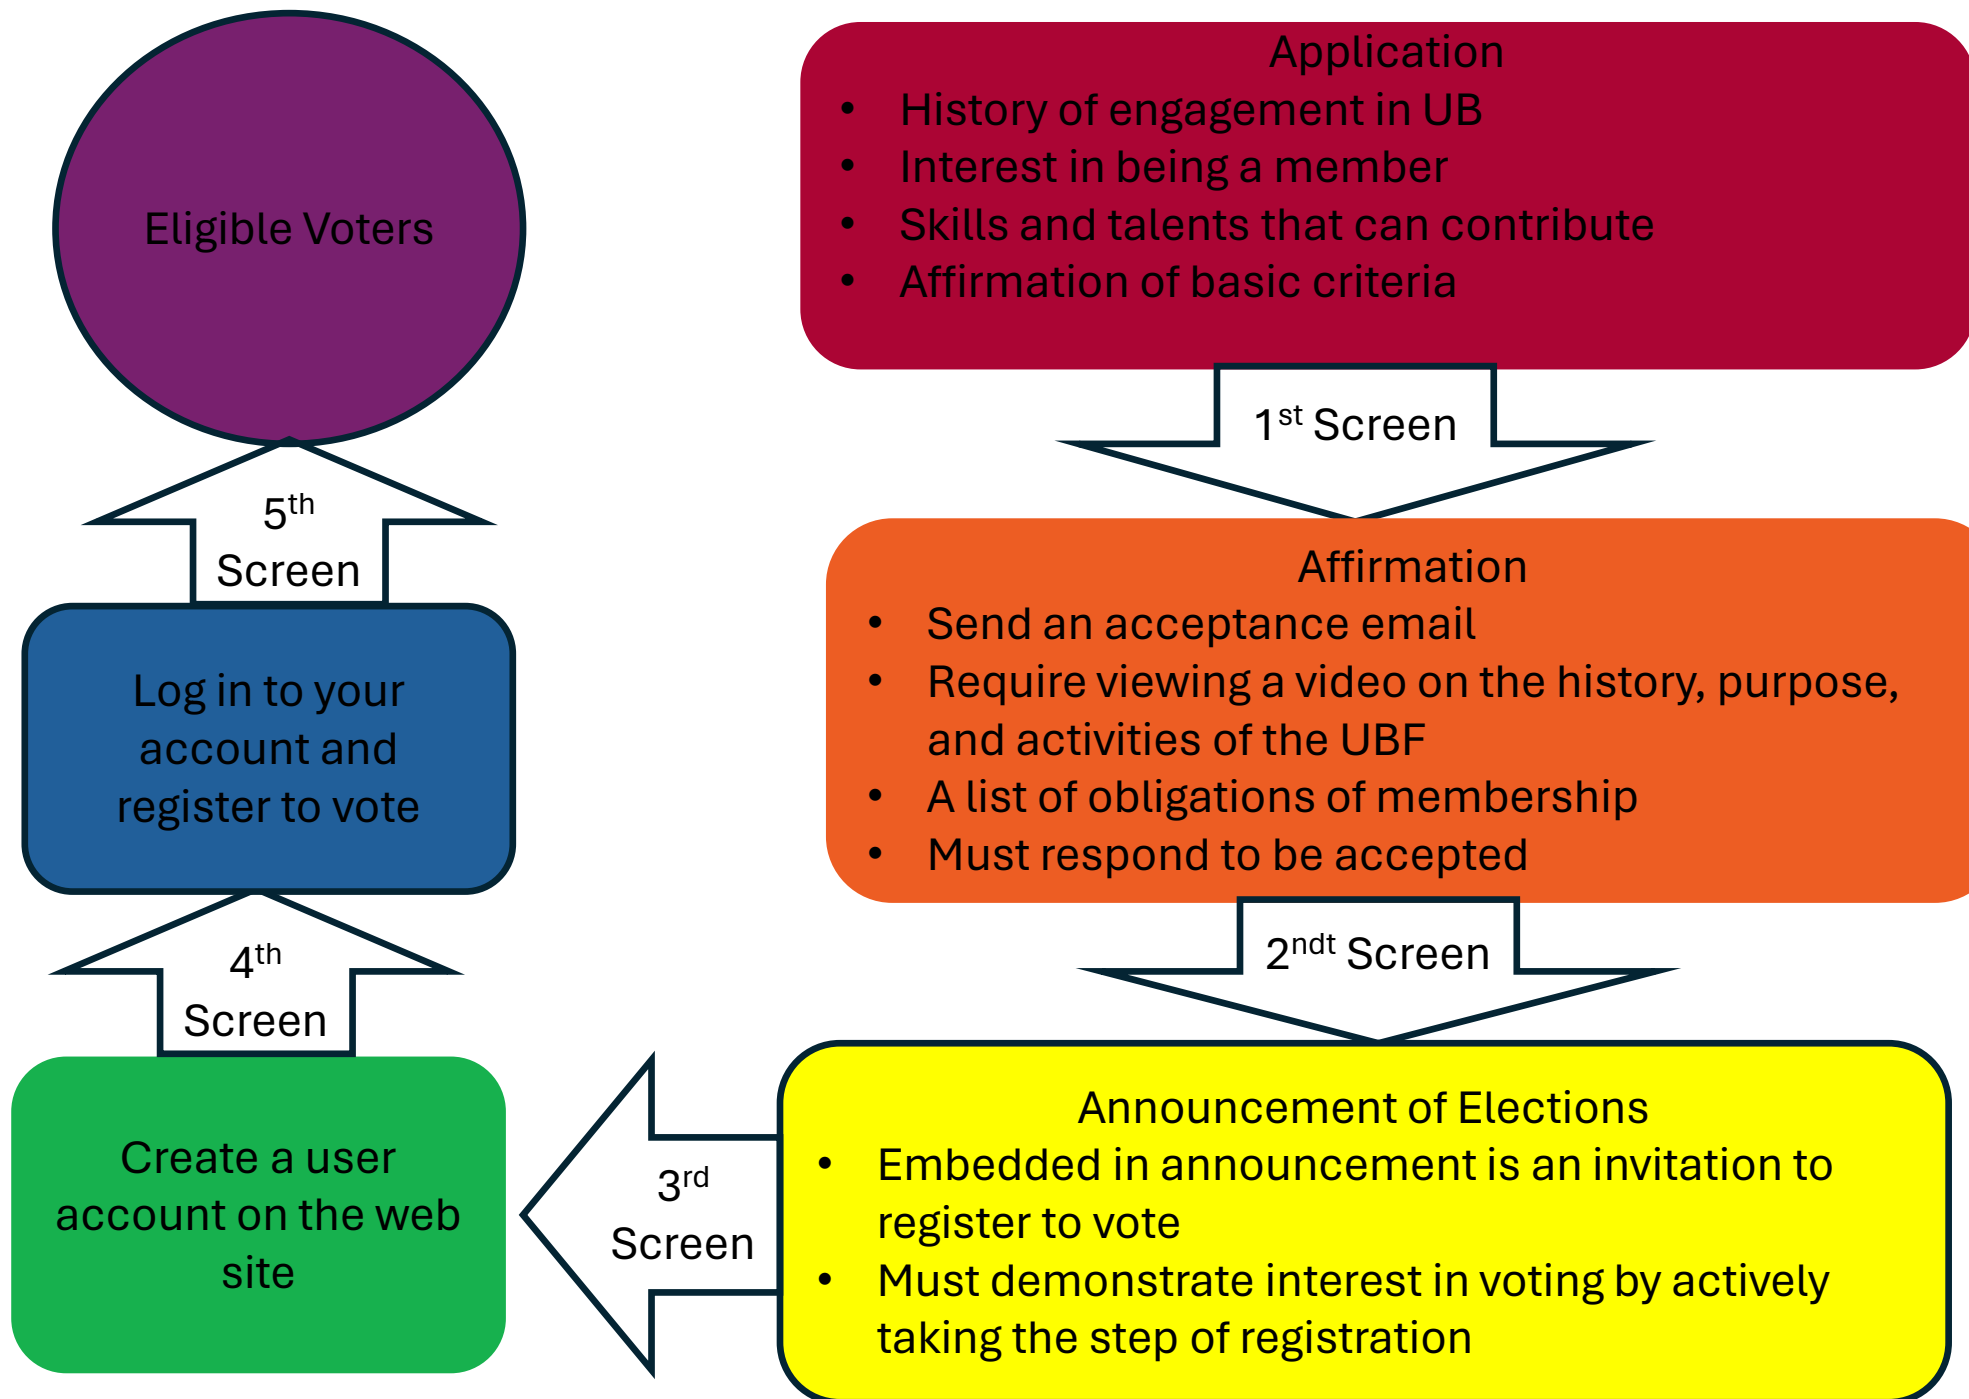 Application
• History of engagement in UB
• Interest in being a member
• Skills and talents that can contribute
• Affirmation of basic criteria
1st Screen
Affirmation
• Send an acceptance email
• Require viewing a video on the history, purpose,
and activities of the UBF
• A list of obligations of membership
• Must respond to be accepted
2ndt Screen
Announcement of Elections
• Embedded in announcement is an invitation to
register to vote
• Must demonstrate interest in voting by actively
taking the step of registration
3rd
Screen
Create a user
account on the web
site
4th
Screen
Log in to your
account and
register to vote
5th
Screen
Eligible Voters